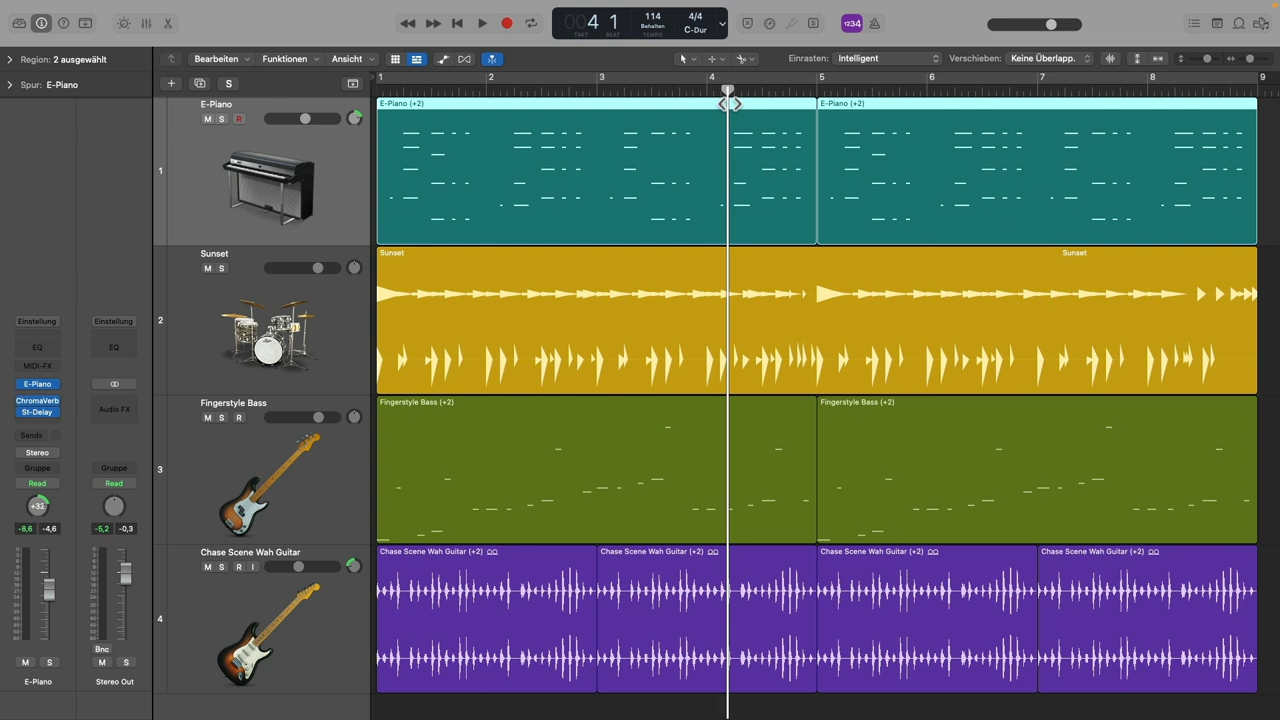 004 1
TAKT BEAT
114
Behalten
TEMPO
4/4
C-Dur
1234
Region: 2 ausgewählt
Bearbeiten
Funktionen
Ansicht
Einrasten: Intelligent
Verschieben: Keine Überlapp.
Spur: E-Piano
S
1 2 3 4 5 6 7 8 9
E-Piano
M S R
1
E-Piano (+2)
E-Piano (+2)
Sunset
M S
2
Sunset
Sunset
Fingerstyle Bass
M S R
3
Fingerstyle Bass (+2)
Fingerstyle Bass (+2)
Chase Scene Wah Guitar
M S R I
4
Chase Scene Wah Guitar (+2)
Chase Scene Wah Guitar (+2)
Chase Scene Wah Guitar (+2)
Chase Scene Wah Guitar (+2)
Einstellung
EQ
MIDI-FX
E-Piano
ChromaVerb
St-Delay
Sends
Stereo
Gruppe
Read
+32
-8,6 -4,6
M S
E-Piano
Einstellung
EQ
Audio FX
Gruppe
Read
-5,2 -0,3
Bnc
M S
Stereo Out